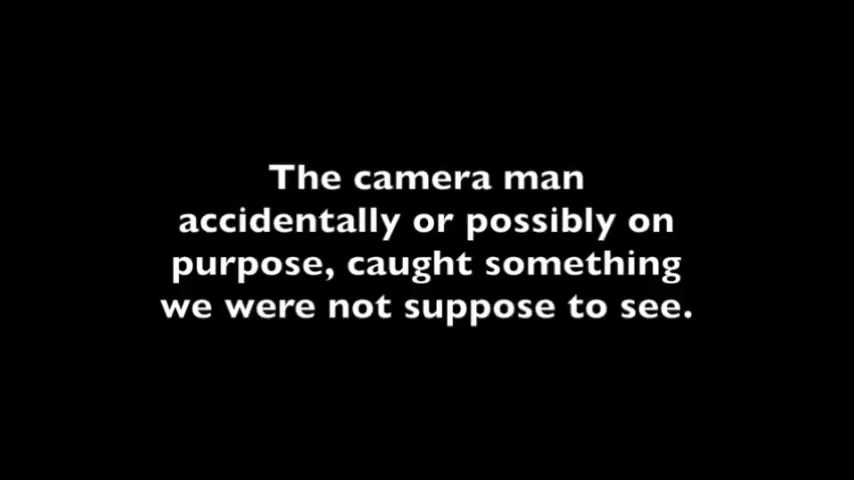 The camera man
accidentally or possibly on
purpose, caught something
we were not suppose to see.